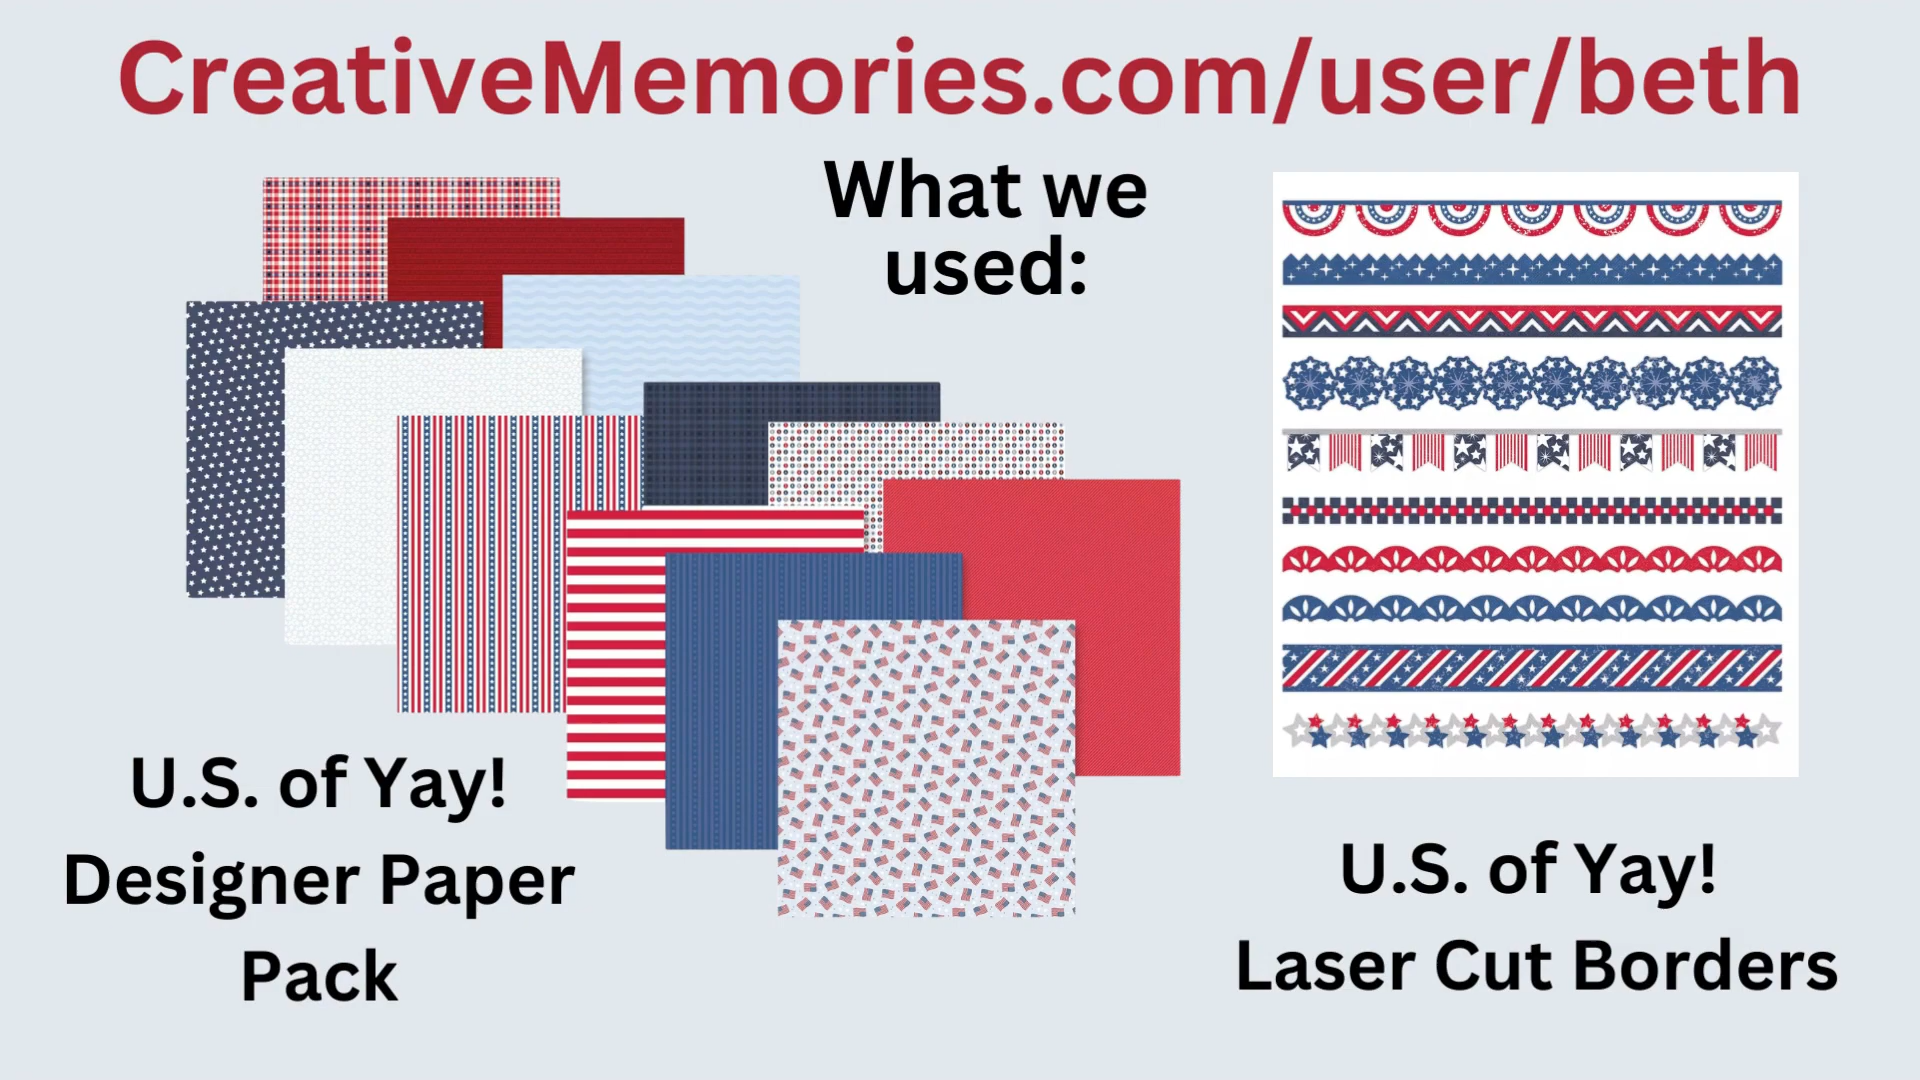 CreativeMemories.com/user/beth
What we
used:
U.S. of Yay!
Designer Paper
Pack
U.S. of Yay!
Laser Cut Borders